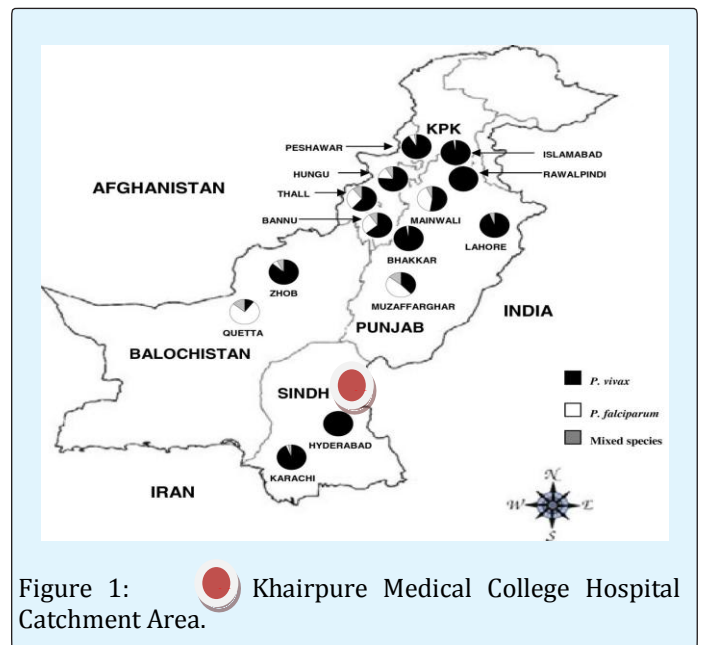 KPK
PESHAWAR
ISLAMABAD
HUNGU
RAWALPINDI
AFGHANISTAN
THALL
MAINWALI
BANNU
LAHORE
BHAKKAR
ZHOB
MUZAFFARGHAR
INDIA
QUETTA
PUNJAB
BALOCHISTAN
SINDH
P. vivax
P. falciparum
HYDERABAD
Mixed species
KARACHI
IRAN
N
W E
S
Figure 1: Khairpure Medical College Hospital
Catchment Area.